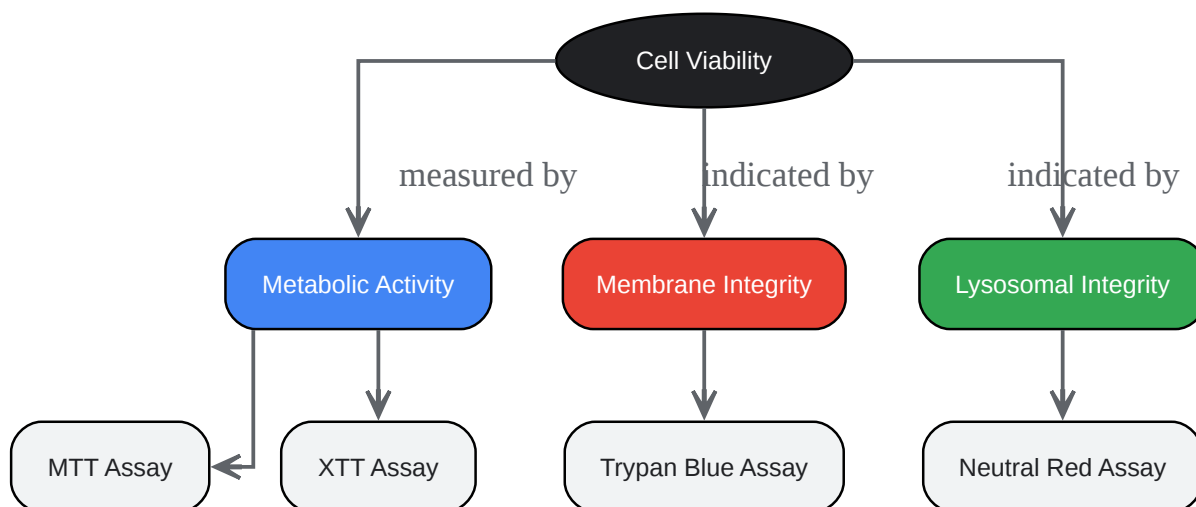 Cell Viability
measured by
indicated by
indicated by
Metabolic Activity
Membrane Integrity
Lysosomal Integrity
MTT Assay
XTT Assay
Trypan Blue Assay
Neutral Red Assay